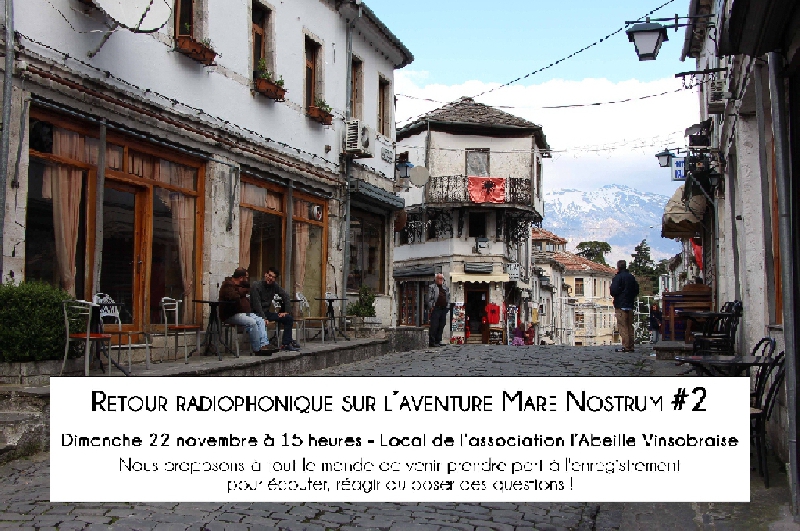 Retour radiophonique sur l'aventure Mare Nostrum #2
Dimanche 22 novembre à 15 heures - Local de l'association l'Abeille Vinsobraise
Nous proposons à tout le monde de venir prendre part à l'enregistrement
pour écouter, réagir ou poser des questions !